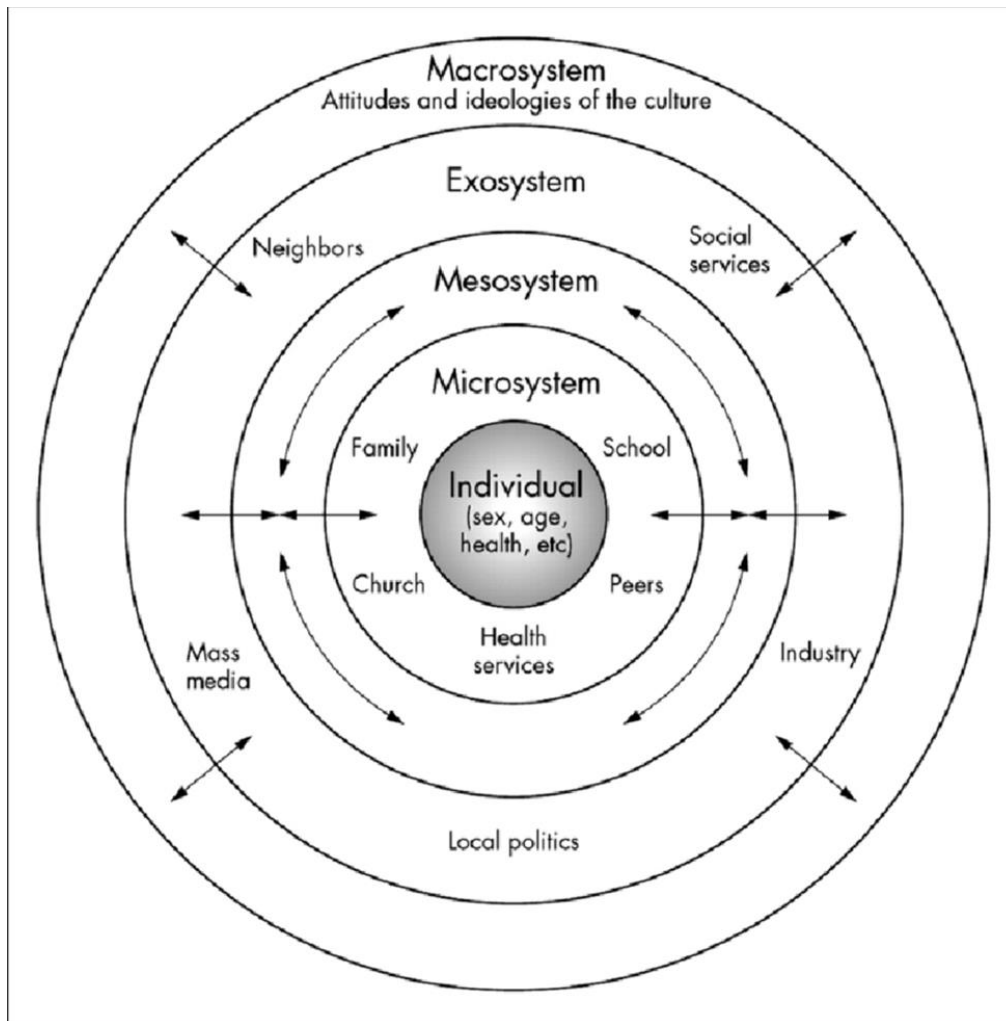 Macrosystem
Attitudes and ideologies of the culture
Exosystem
Neighbors
Social
services
Mesosystem
Microsystem
Family
School
Individual
(sex, age,
health, etc)
Church
Peers
Health
services
Mass
media
Industry
Local politics